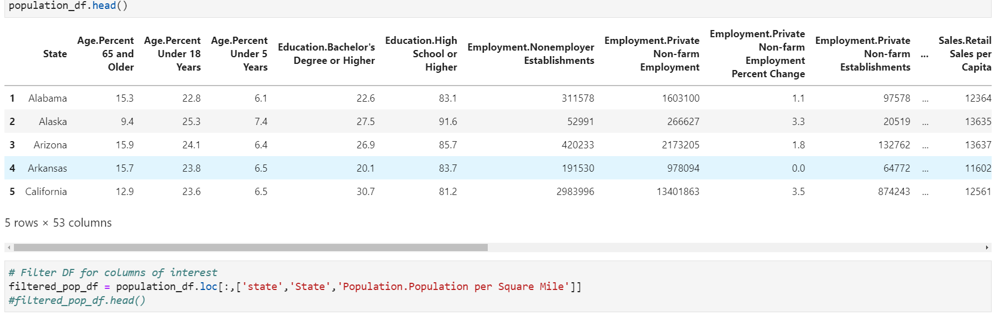 population_df.head()
State Age.Percent 65 and Older Age.Percent Under 18 Years Age.Percent Under 5 Years Education.Bachelor's Degree or Higher Education.High School or Higher Employment.Nonemployer Establishments Employment.Private Non-farm Employment Employment.Private Non-farm Employment Percent Change Employment.Private Non-farm Establishments ... Sales.Retail Sales per Capita
1 Alabama 15.3 22.8 6.1 22.6 83.1 311578 1603100 1.1 97578 ... 12364
2 Alaska 9.4 25.3 7.4 27.5 91.6 52991 266627 3.3 20519 ... 13635
3 Arizona 15.9 24.1 6.4 26.9 85.7 420233 2173205 1.8 132762 ... 13637
4 Arkansas 15.7 23.8 6.5 20.1 83.7 191530 978094 0.0 64772 ... 11602
5 California 12.9 23.6 6.5 30.7 81.2 2983996 13401863 3.5 874243 ... 12561
5 rows × 53 columns
# Filter DF for columns of interest
filtered_pop_df = population_df.loc[:,['state','State','Population.Population per Square Mile']]
#filtered_pop_df.head()